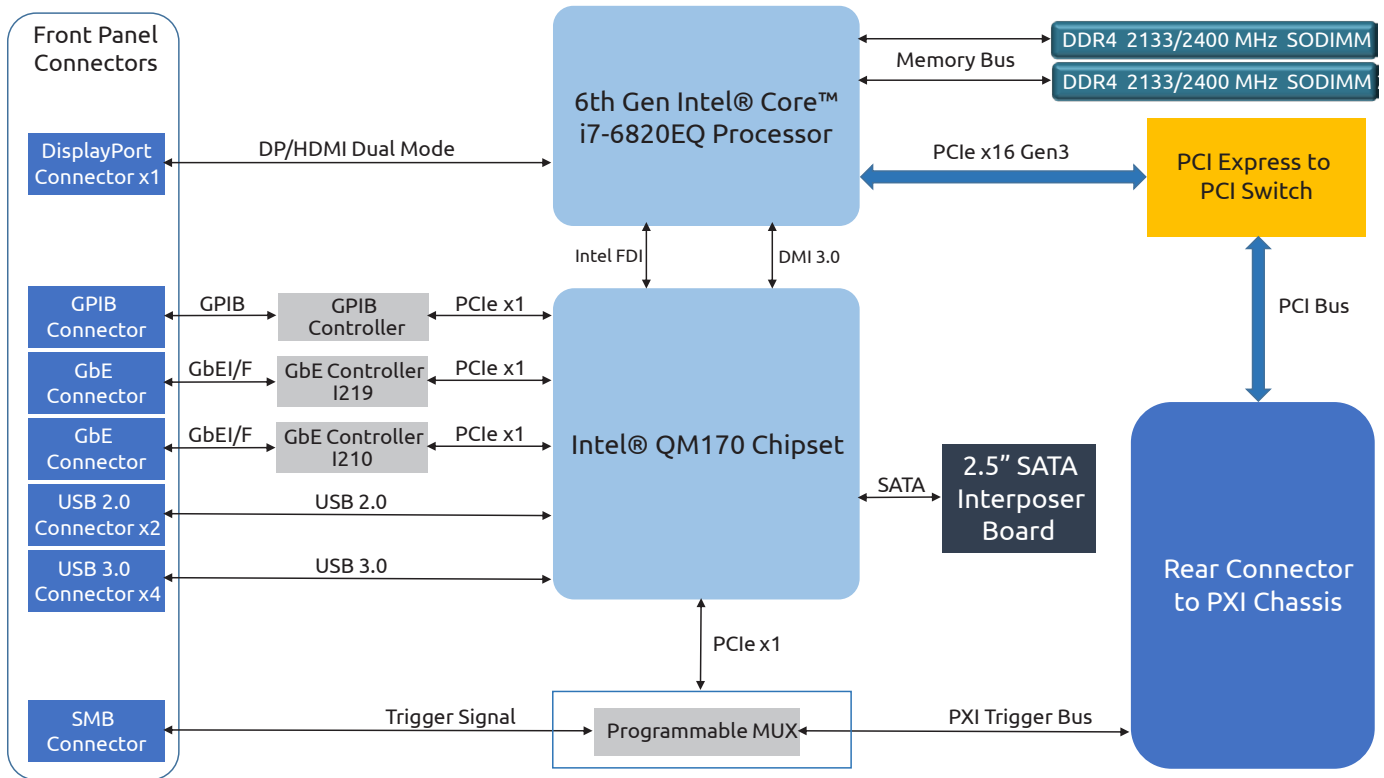 Front Panel
Connectors
6th Gen Intel® Core™
i7-6820EQ Processor
Memory Bus
DDR4 2133/2400 MHz SODIMM
DDR4 2133/2400 MHz SODIMM
DisplayPort
Connector x1
DP/HDMI Dual Mode
PCIe x16 Gen3
PCI Express to
PCI Switch
Intel FDI
DMI 3.0
PCI Bus
GPIB
Connector
GPIB
GPIB
Controller
PCIe x1
GbE
Connector
GbEI/F
GbE Controller
I219
PCIe x1
GbE
Connector
GbEI/F
GbE Controller
I210
PCIe x1
Intel® QM170 Chipset
USB 2.0
Connector x2
USB 2.0
USB 3.0
Connector x4
USB 3.0
SATA
2.5” SATA
Interposer
Board
Rear Connector
to PXI Chassis
PCIe x1
SMB
Connector
Trigger Signal
Programmable MUX
PXI Trigger Bus